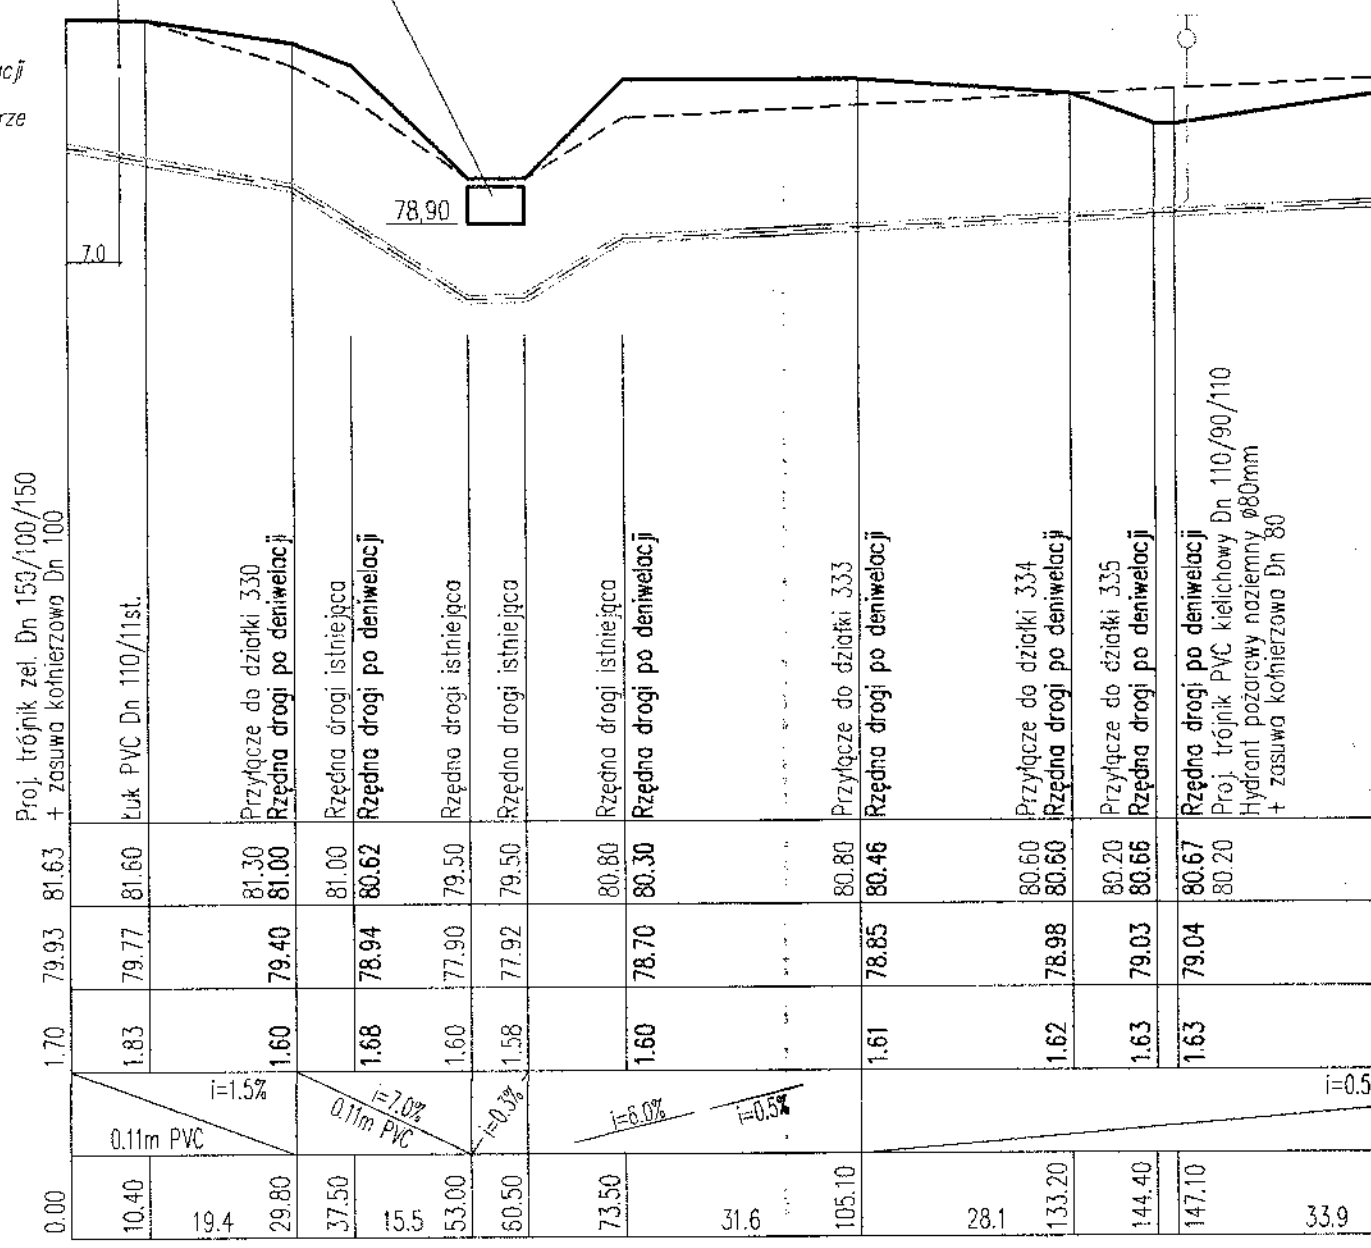 acji
rze
78,90
7.0
Proj. trójnik żel. Dn 150/100/150
+ zasuwa kołnierzowa Dn 100
Łuk PVC Dn 110/11st.
Przyłącze do działki 330
Rzędna drogi po deniwelacji
Rzędna drogi istniejąca
Rzędna drogi po deniwelacji
Rzędna drogi istniejąca
Rzędna drogi istniejąca
Rzędna drogi istniejąca
Rzędna drogi po deniwelacji
Przyłącze do działki 333
Rzędna drogi po deniwelacji
Przyłącze do działki 334
Rzędna drogi po deniwelacji
Przyłącze do działki 335
Rzędna drogi po deniwelacji
Rzędna drogi po deniwelacji
Proj. trójnik PVC kielichowy Dn 110/90/110
Hydrant pożarowy naziemny ø80mm
+ zasuwa kołnierzowa Dn 80
81.63
81.60
81.30
81.00
81.00
80.62
79.50
79.50
80.80
80.30
80.80
80.46
80.60
80.60
80.20
80.66
80.67
80.20
79.93
79.77
79.40
78.94
77.90
77.92
78.70
78.85
78.98
79.03
79.04
1.70
1.83
1.60
1.68
1.60
1.58
1.60
1.61
1.62
1.63
1.63
i=1.5%
0.11m PVC
i=7.0%
0.11m PVC
i=0.3%
i=6.0%
i=0.5%
i=0.5
0.00
10.40
19.4
29.80
37.50
15.5
53.00
60.50
73.50
31.6
105.10
28.1
133.20
144.40
147.10
33.9